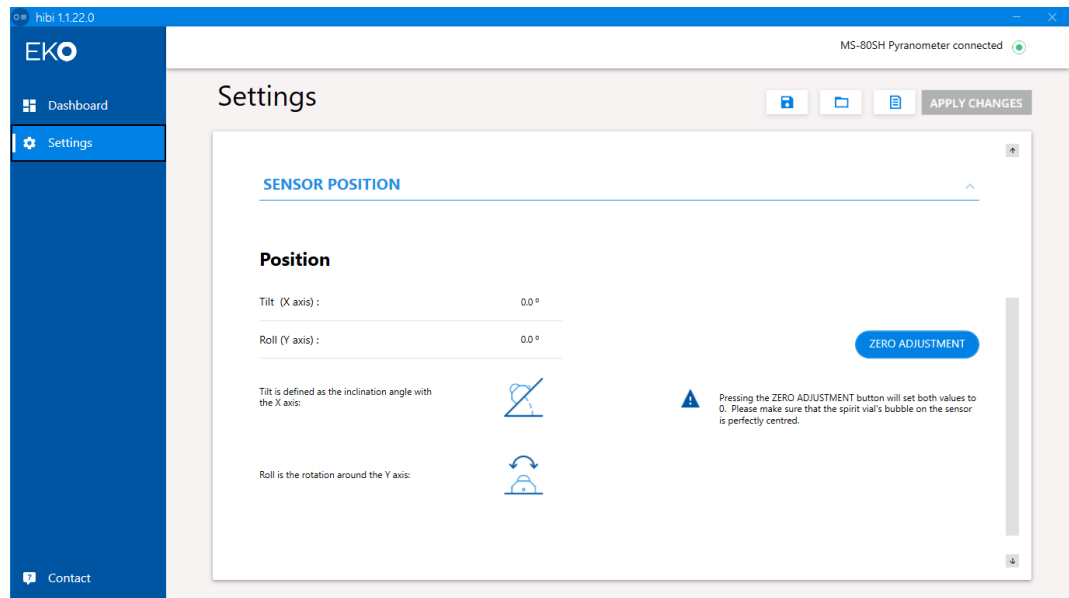 hibi 1.1.22.0
EKO
MS-80SH Pyranometer connected
Dashboard
Settings
Settings
APPLY CHANGES
SENSOR POSITION
Position
Tilt (X axis) :
0.0 º
Roll (Y axis) :
0.0 º
ZERO ADJUSTMENT
Tilt is defined as the inclination angle with
the X axis:
Pressing the ZERO ADJUSTMENT button will set both values to
0. Please make sure that the spirit vial's bubble on the sensor
is perfectly centred.
Roll is the rotation around the Y axis:
Contact